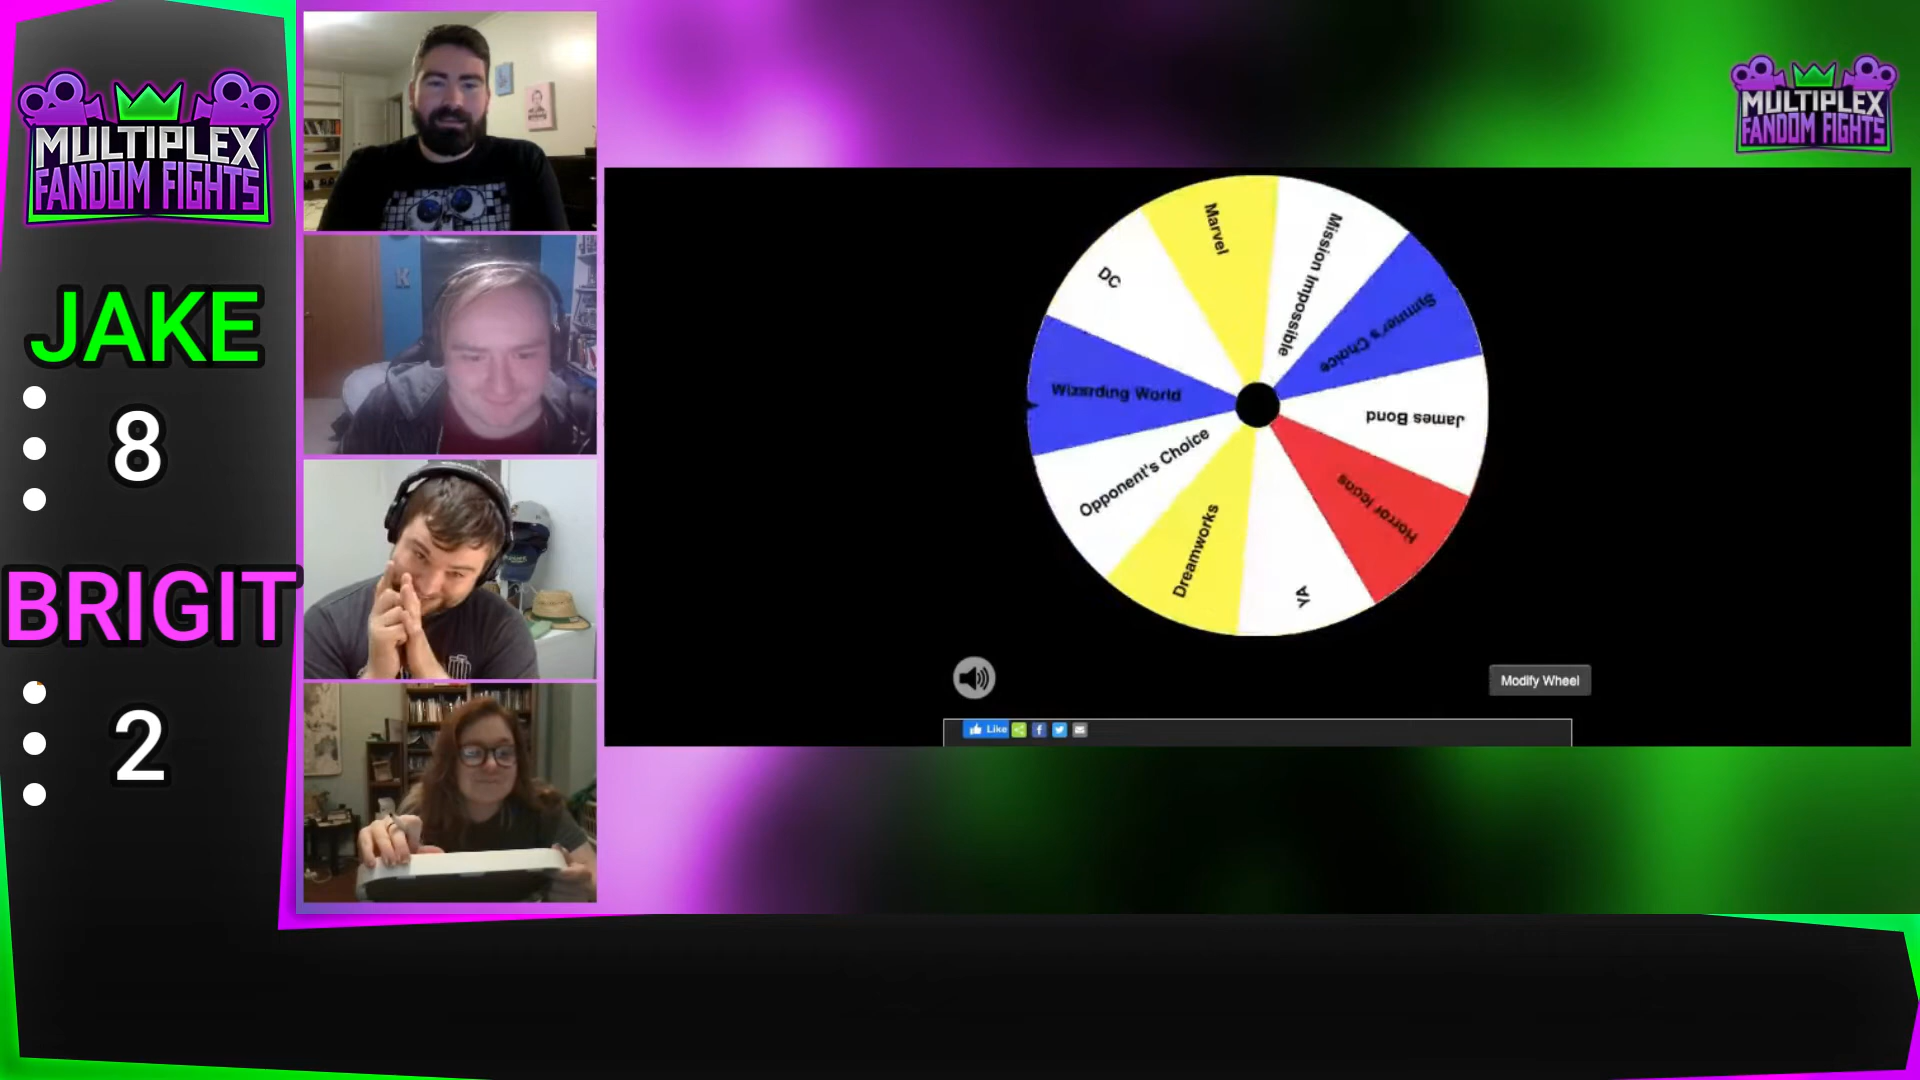 MULTIPLEX
FANDOM FIGHTS
JAKE
8
BRIGIT
2
K
MULTIPLEX
FANDOM FIGHTS
Marvel
Mission Impossible
Spinner's Choice
James Bond
Horror Icons
YA
Dreamworks
Opponent's Choice
Wizarding World
DC
Modify Wheel
Like